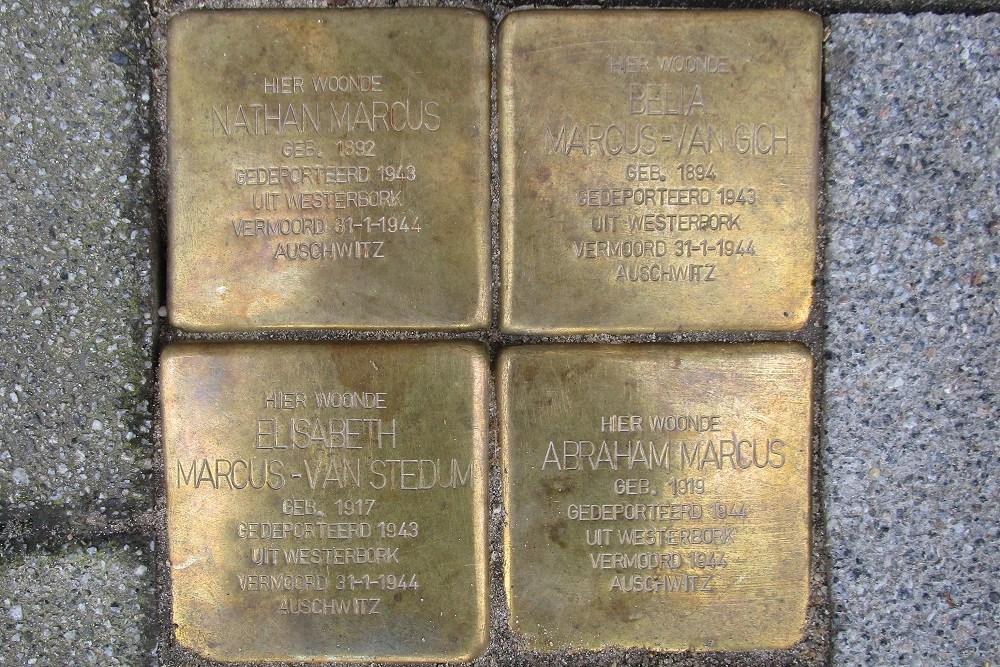 HIER WOONDE
NATHAN MARCUS
GEB. 1892
GEDEPORTEERD 1943
UIT WESTERBORK
VERMOORD 31-1-1944
AUSCHWITZ
HIER WOONDE
BELIA
MARCUS-VAN GICH
GEB. 1894
GEDEPORTEERD 1943
UIT WESTERBORK
VERMOORD 31-1-1944
AUSCHWITZ
HIER WOONDE
ELISABETH
MARCUS-VAN STEDUM
GEB. 1917
GEDEPORTEERD 1943
UIT WESTERBORK
VERMOORD 31-1-1944
AUSCHWITZ
HIER WOONDE
ABRAHAM MARCUS
GEB. 1919
GEDEPORTEERD 1944
UIT WESTERBORK
VERMOORD 1944
AUSCHWITZ